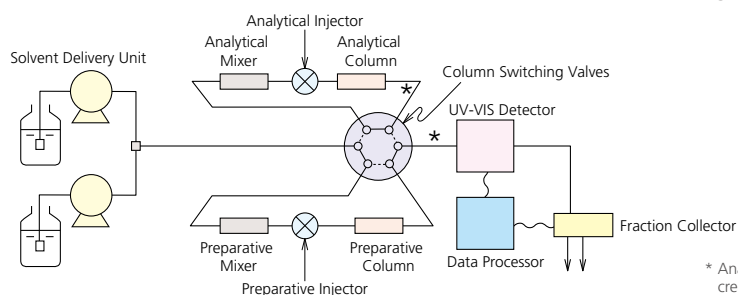 Analytical Injector
Analytical
Mixer
Analytical
Column
Solvent Delivery Unit
Column Switching Valves
*
*
UV-VIS Detector
Preparative
Mixer
Preparative
Column
Preparative Injector
Data Processor
Fraction Collector
* An
cre